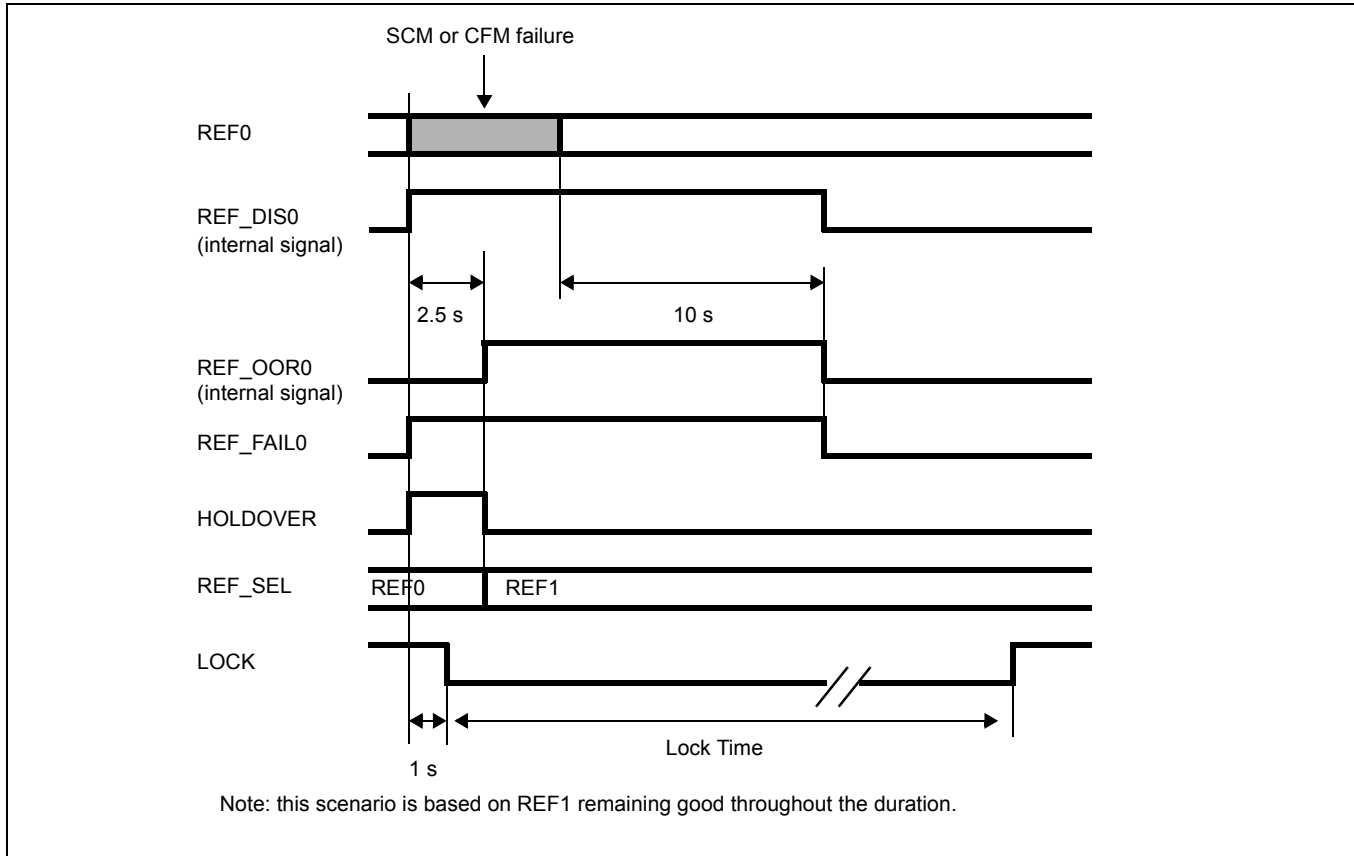 SCM or CFM failure
REF0
REF_DIS0
(internal signal)
2.5 s
10 s
REF_OOR0
(internal signal)
REF_FAIL0
HOLDOVER
REF_SEL
REF0
REF1
LOCK
Lock Time
1 s
Note: this scenario is based on REF1 remaining good throughout the duration.